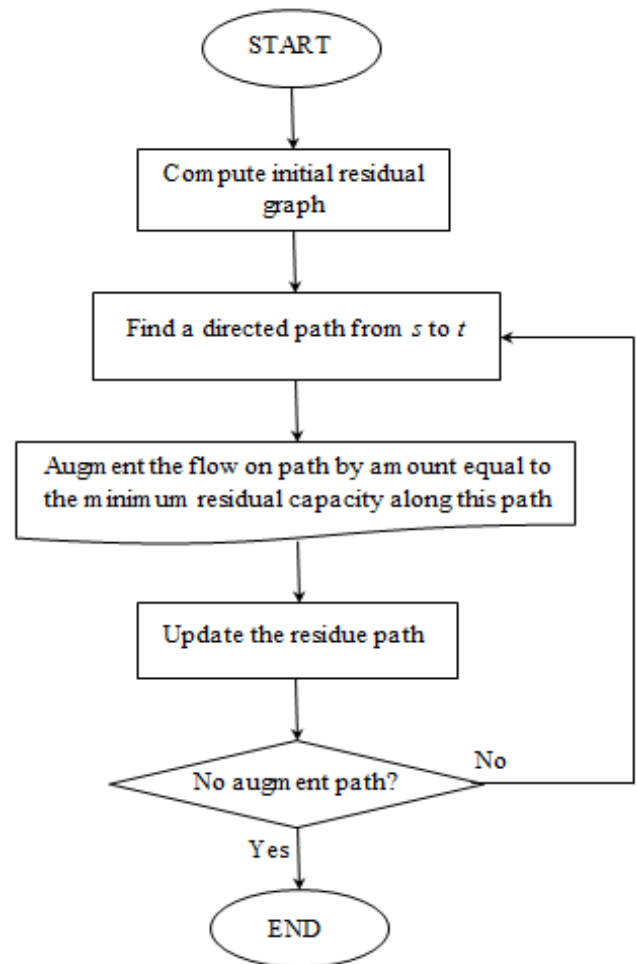 START
Compute initial residual
graph
Find a directed path from s to t
Augment the flow on path by amount equal to
the minimum residual capacity along this path
Update the residue path
No augment path?
No
Yes
END